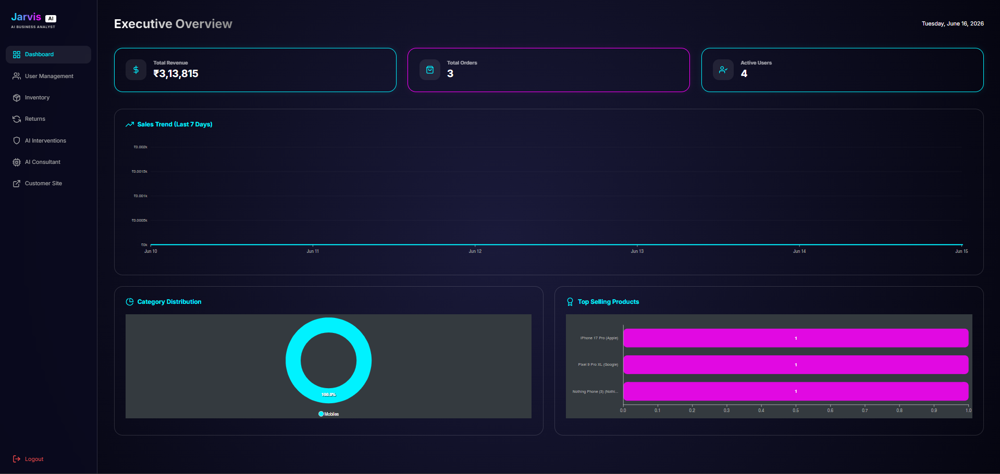 Jarvis AI
AI BUSINESS ANALYST
Dashboard
User Management
Inventory
Returns
AI Interventions
AI Consultant
Customer Site
Logout
Executive Overview
Tuesday, June 16, 2026
Total Revenue
₹3,13,815
Total Orders
3
Active Users
4
Sales Trend (Last 7 Days)
₹0.002k
₹0.0015k
₹0.001k
₹0.0005k
₹0k
Jun 10 Jun 11 Jun 12 Jun 13 Jun 14 Jun 15
Category Distribution
100.0%
Mobiles
Top Selling Products
iPhone 17 Pro (Apple) 1
Pixel 9 Pro XL (Google) 1
Nothing Phone (3) (Nothi... 1
0.0 0.1 0.2 0.3 0.4 0.5 0.6 0.7 0.8 0.9 1.0